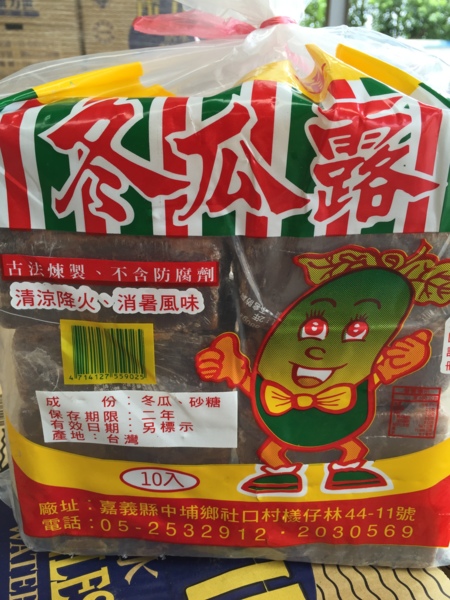 冬瓜露
古法煉製、不含防腐劑
清涼降火、消暑風味
4714127559029
成　　份：冬瓜、砂糖
保存期限：二年
有效日期：另標示
產地：台灣
10入
廠址：嘉義縣中埔鄉社口村樣仔林44-11號
電話：05-2532912・2030569
WATER